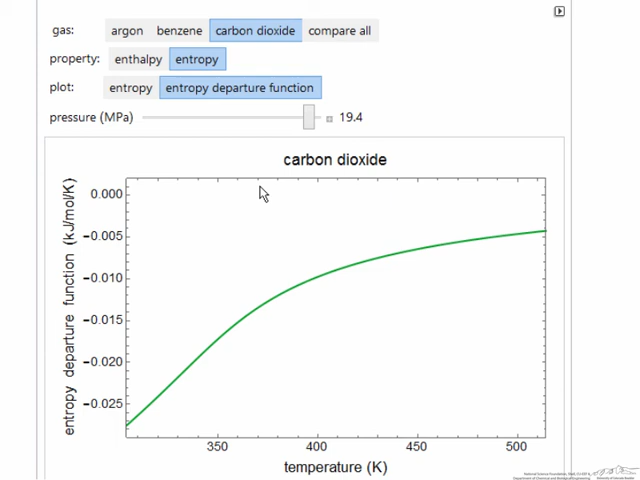 gas: argon benzene carbon dioxide compare all
property: enthalpy entropy
plot: entropy entropy departure function
pressure (MPa) 19.4
carbon dioxide
entropy departure function (kJ/mol/K)
0.000
−0.005
−0.010
−0.015
−0.020
−0.025
350 400 450 500
temperature (K)